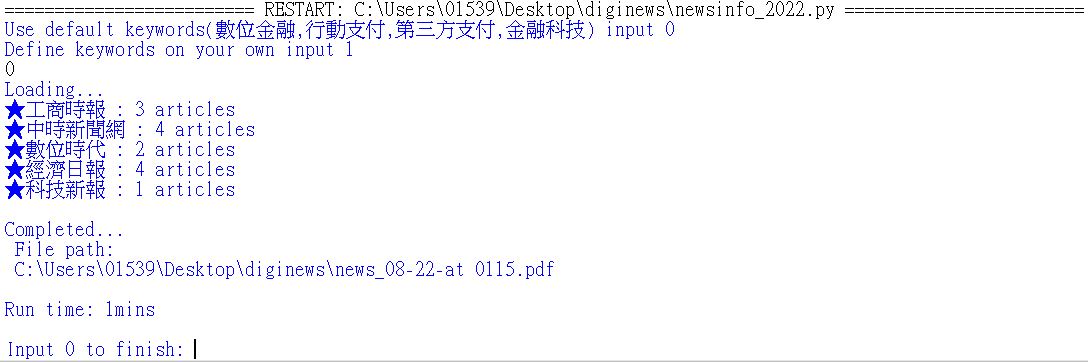 ======================== RESTART: C:\Users\01539\Desktop\diginews\newsinfo_2022.py ========================
Use default keywords(數位金融,行動支付,第三方支付,金融科技) input 0
Define keywords on your own input 1
0
Loading...
★工商時報 : 3 articles
★中時新聞網 : 4 articles
★數位時代 : 2 articles
★經濟日報 : 4 articles
★科技新報 : 1 articles
Completed...
File path:
C:\Users\01539\Desktop\diginews\news_08-22-at 0115.pdf
Run time: 1mins
Input 0 to finish: